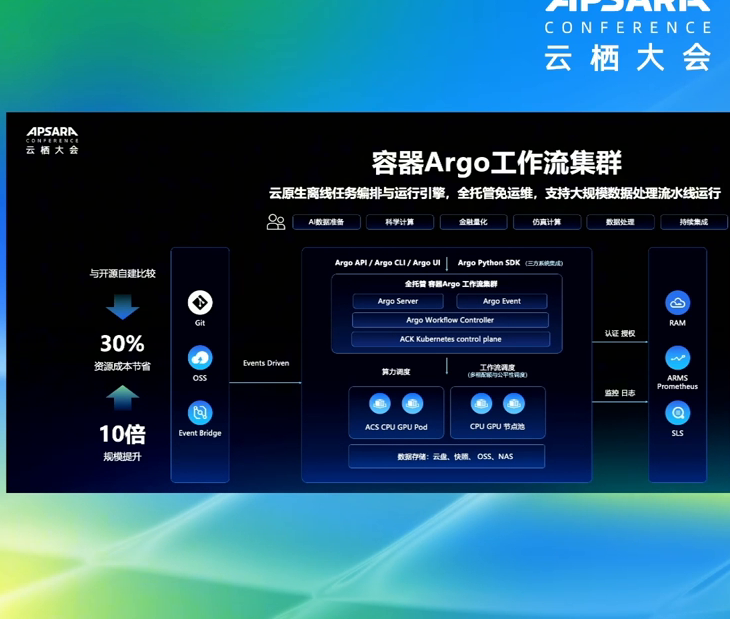 APSARA
CONFERENCE
云栖大会
APSARA
CONFERENCE
云栖大会
容器Argo工作流集群
云原生离线任务编排与运行引擎，全托管免运维，支持大规模数据处理流水线运行
AI数据准备
科学计算
金融量化
仿真计算
数据处理
持续集成
与开源自建比较
30%
资源成本节省
10倍
规模提升
Git
OSS
Event Bridge
Events Driven
Argo API / Argo CLI / Argo UI
Argo Python SDK （三方系统集成）
全托管 容器Argo 工作流集群
Argo Server
Argo Event
Argo Workflow Controller
ACK Kubernetes control plane
算力调度
工作流调度
（多租配额与公平性调度）
ACS CPU GPU Pod
CPU GPU 节点池
数据存储：云盘、快照、 OSS、NAS
认证 授权
监控 日志
RAM
ARMS
Prometheus
SLS